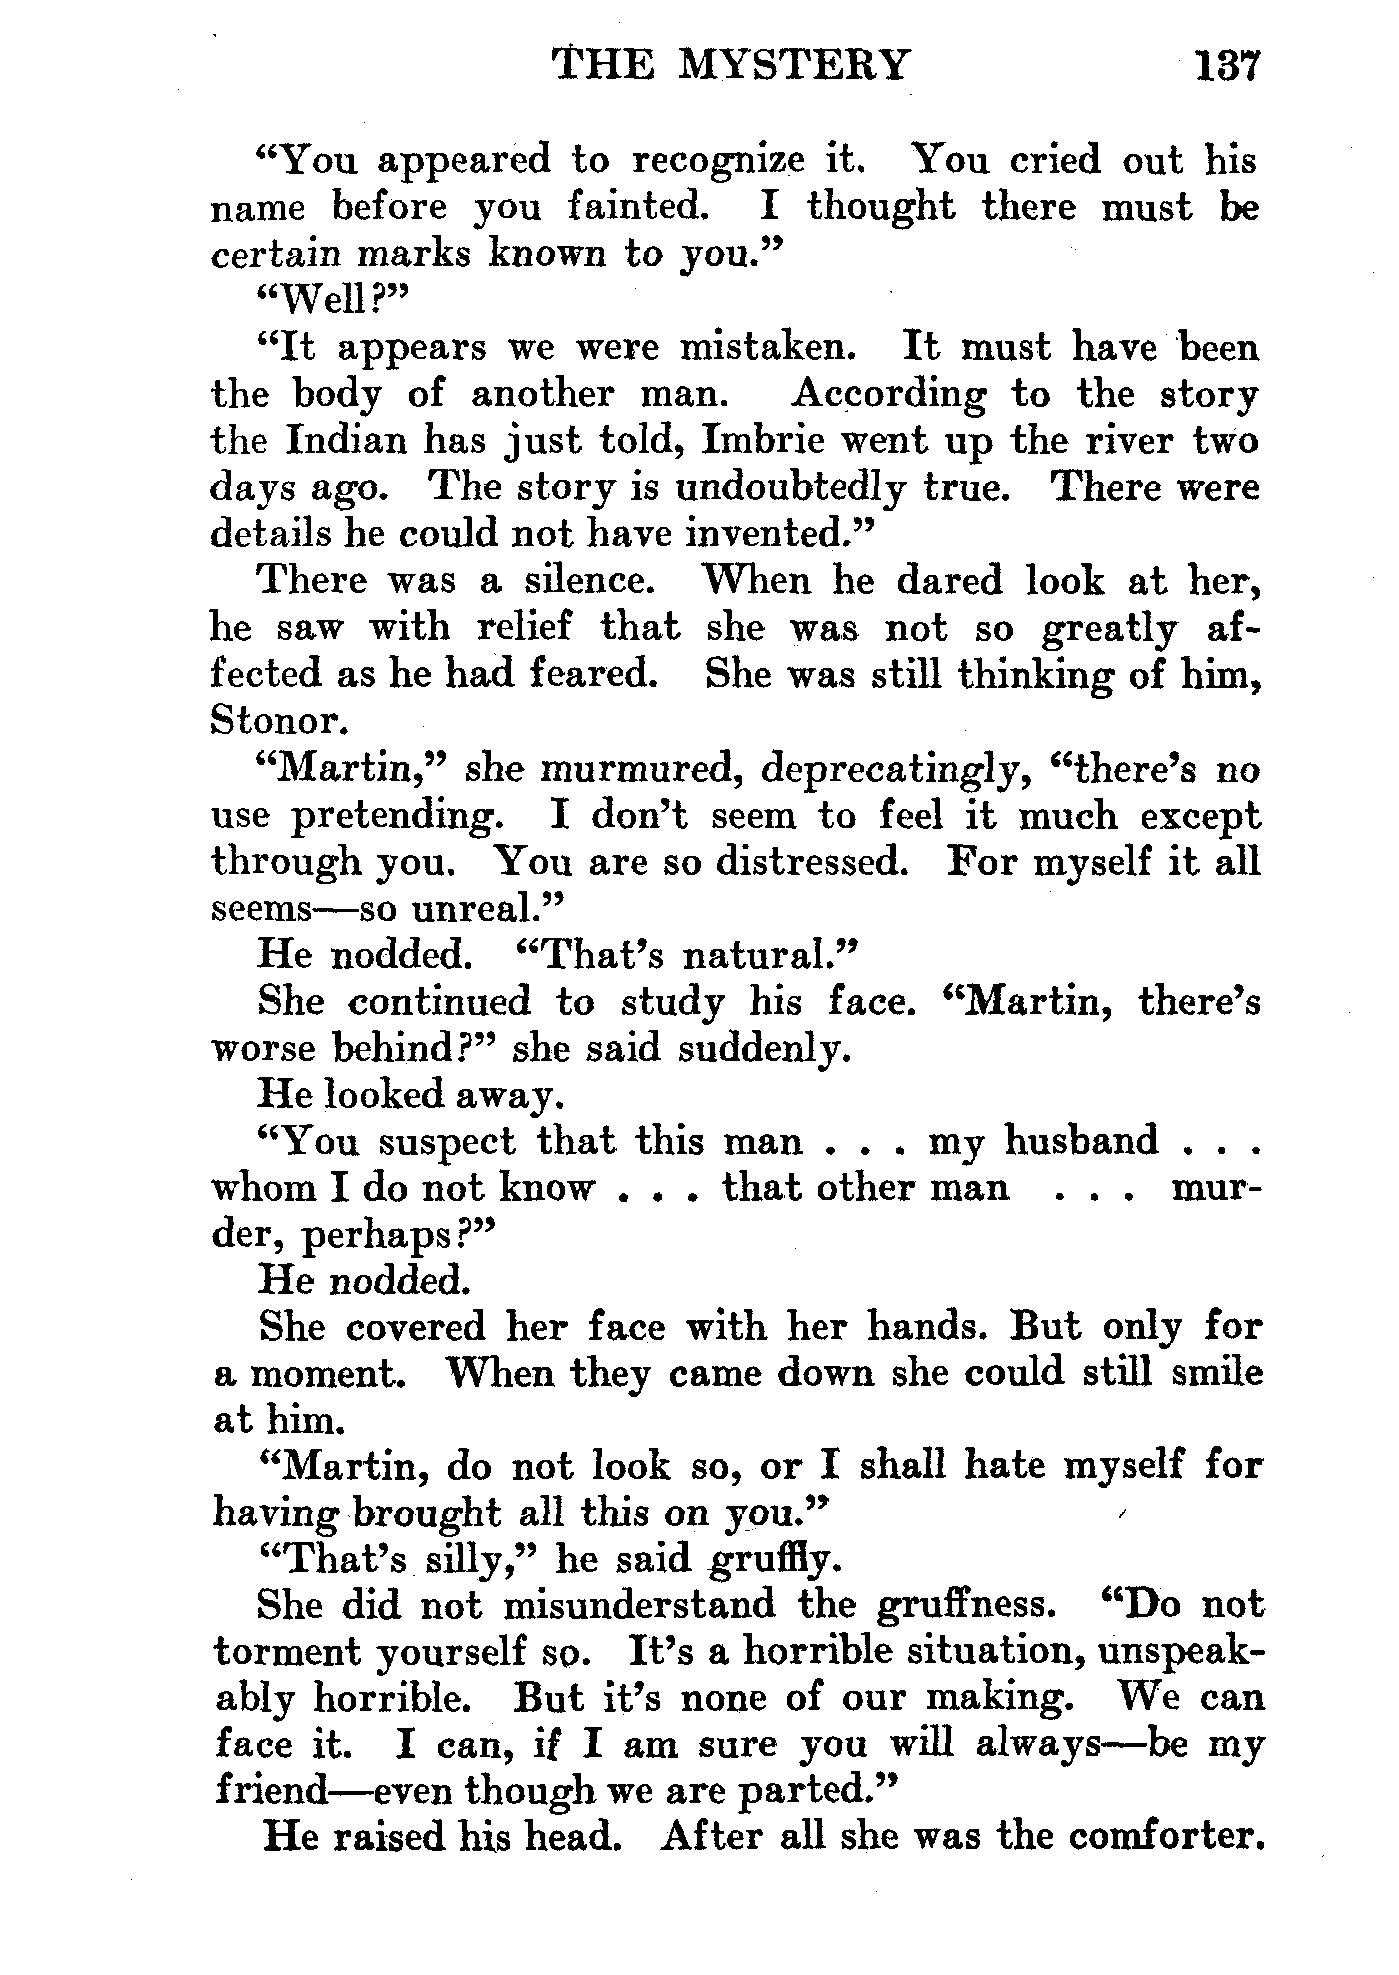 THE MYSTERY 137
“You appeared to recognize it. You cried out his
name before you fainted. I thought there must be
certain marks known to you.”
“Well?”
“It appears we were mistaken. It must have been
the body of another man. According to the story
the Indian has just told, Imbrie went up the river two
days ago. The story is undoubtedly true. There were
details he could not have invented.”
There was a silence. When he dared look at her,
he saw with relief that she was not so greatly af-
fected as he had feared. She was still thinking of him,
Stonor.
“Martin,” she murmured, deprecatingly, “there’s no
use pretending. I don’t seem to feel it much except
through you. You are so distressed. For myself it all
seems—so unreal.”
He nodded. “That’s natural.”
She continued to study his face. “Martin, there’s
worse behind?” she said suddenly.
He looked away.
“You suspect that this man . . . my husband . . .
whom I do not know . . . that other man . . . mur-
der, perhaps?”
He nodded.
She covered her face with her hands. But only for
a moment. When they came down she could still smile
at him.
“Martin, do not look so, or I shall hate myself for
having brought all this on you.”
“That’s silly,” he said gruffly.
She did not misunderstand the gruffness. “Do not
torment yourself so. It’s a horrible situation, unspeak-
ably horrible. But it’s none of our making. We can
face it. I can, if I am sure you will always—be my
friend—even though we are parted.”
He raised his head. After all she was the comforter.